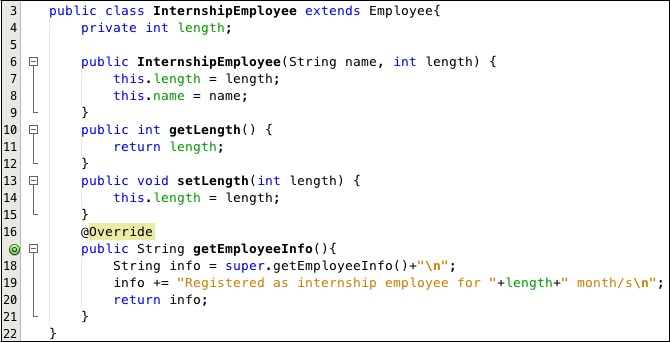 3 public class InternshipEmployee extends Employee{
4     private int length;
5
6     public InternshipEmployee(String name, int length) {
7         this.length = length;
8         this.name = name;
9     }
10     public int getLength() {
11         return length;
12     }
13     public void setLength(int length) {
14         this.length = length;
15     }
16     @Override
    public String getEmployeeInfo(){
18         String info = super.getEmployeeInfo()+"\n";
19         info += "Registered as internship employee for "+length+" month/s\n";
20         return info;
21     }
22 }